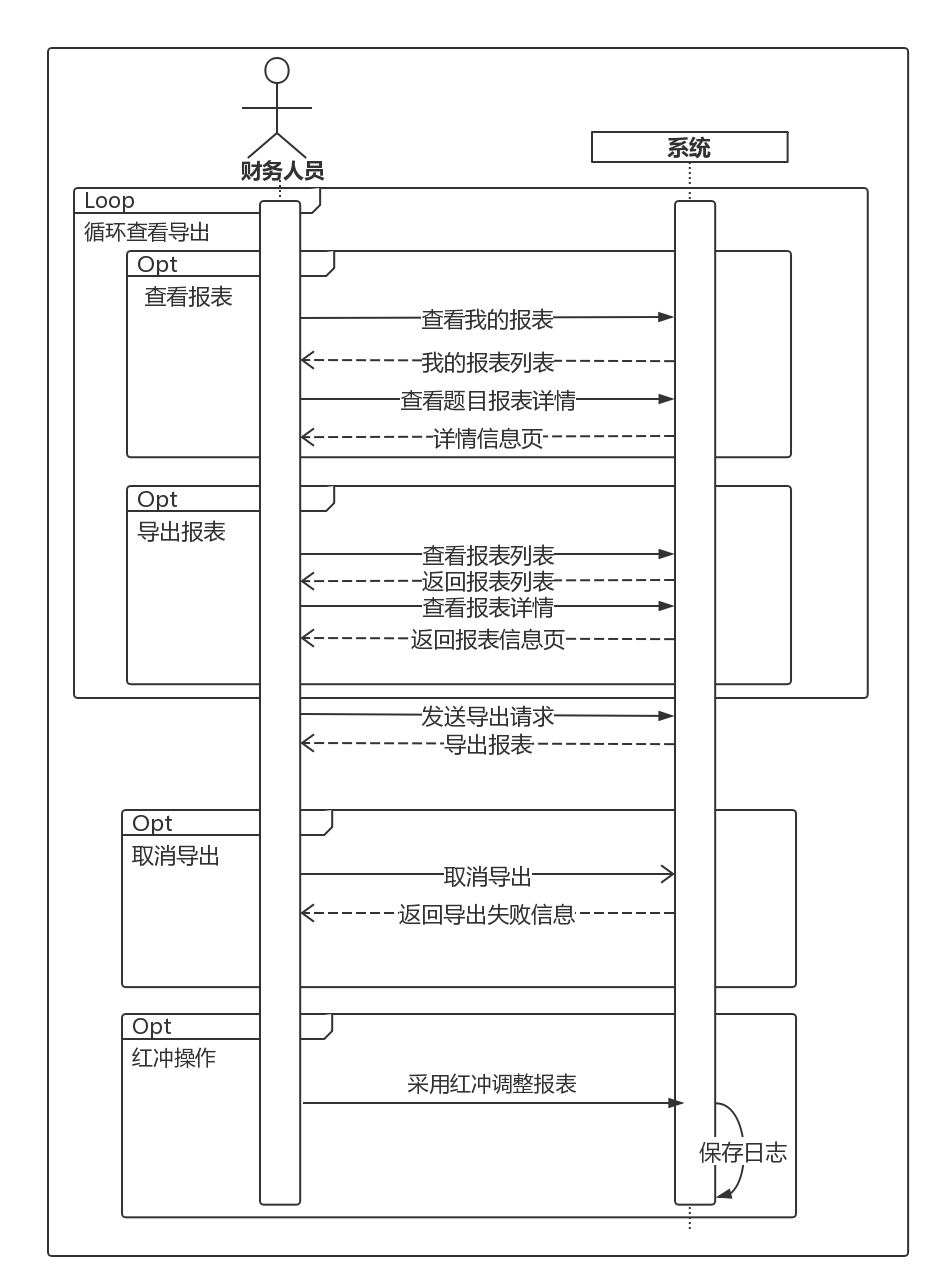 财务人员
系统
Loop
循环查看导出
Opt
查看报表
查看我的报表
我的报表列表
查看题目报表详情
详情信息页
Opt
导出报表
查看报表列表
返回报表列表
查看报表详情
返回报表信息页
发送导出请求
导出报表
Opt
取消导出
取消导出
返回导出失败信息
Opt
红冲操作
采用红冲调整报表
保存日志